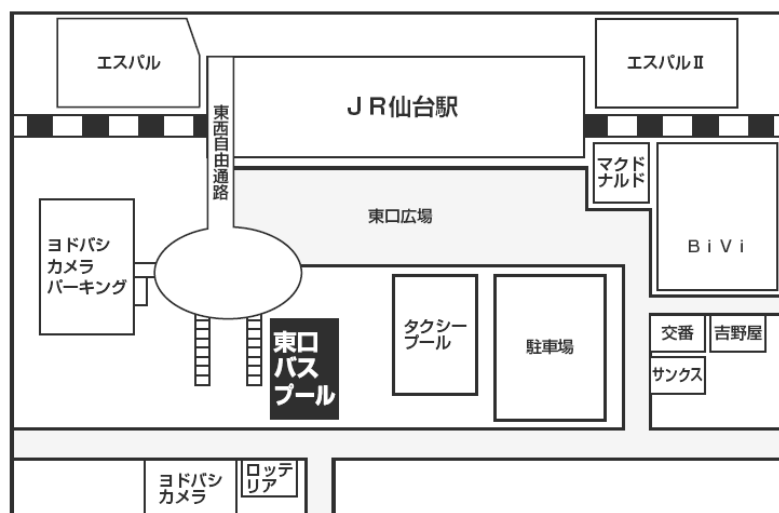 エスパル
エスパルⅡ
ＪＲ仙台駅
東西自由通路
マクド
ナルド
東口広場
ヨドバシ
カメラ
パーキング
ＢｉＶｉ
タクシー
プール
駐車場
交番
吉野屋
サンクス
東口
バス
プール
ヨドバシ
カメラ
ロッテ
リア